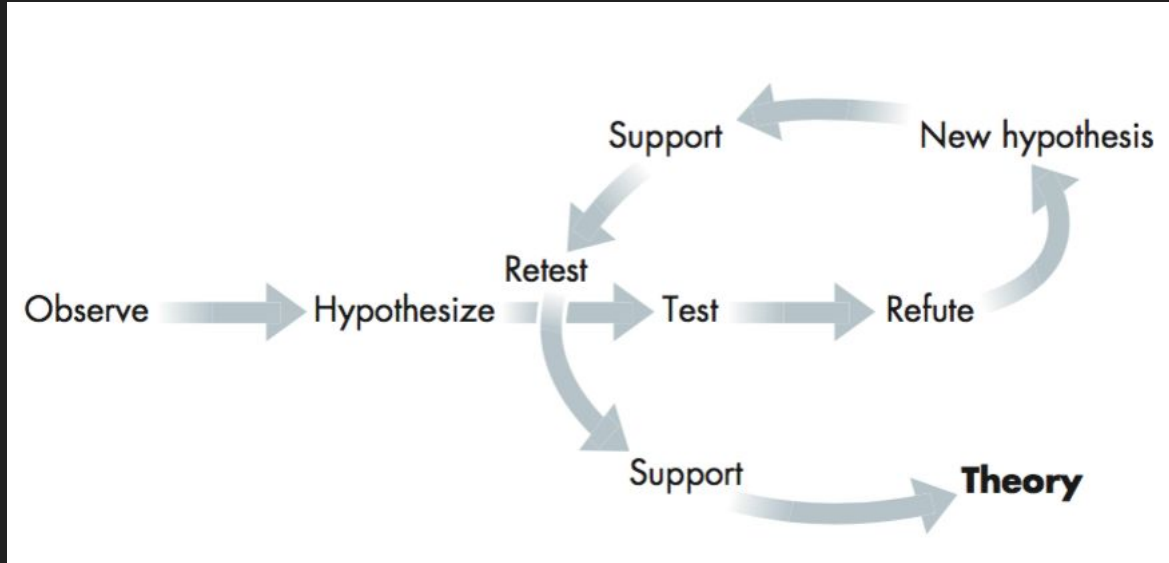 Support
New hypothesis
Retest
Observe
Hypothesize
Test
Refute
Support
Theory